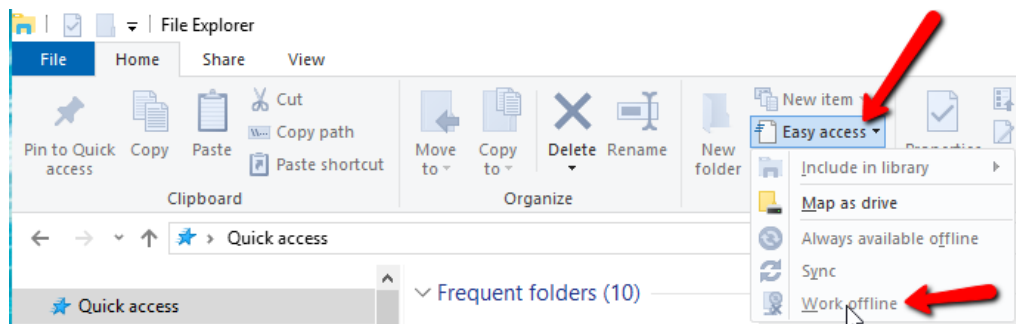 File Explorer
File Home Share View
Pin to Quick access
Copy
Paste
Cut
Copy path
Paste shortcut
Clipboard
Move to
Copy to
Delete
Rename
Organize
New folder
New item
Easy access
Properties
Include in library
Map as drive
Always available offline
Sync
Work offline
Quick access
Quick access
Frequent folders (10)